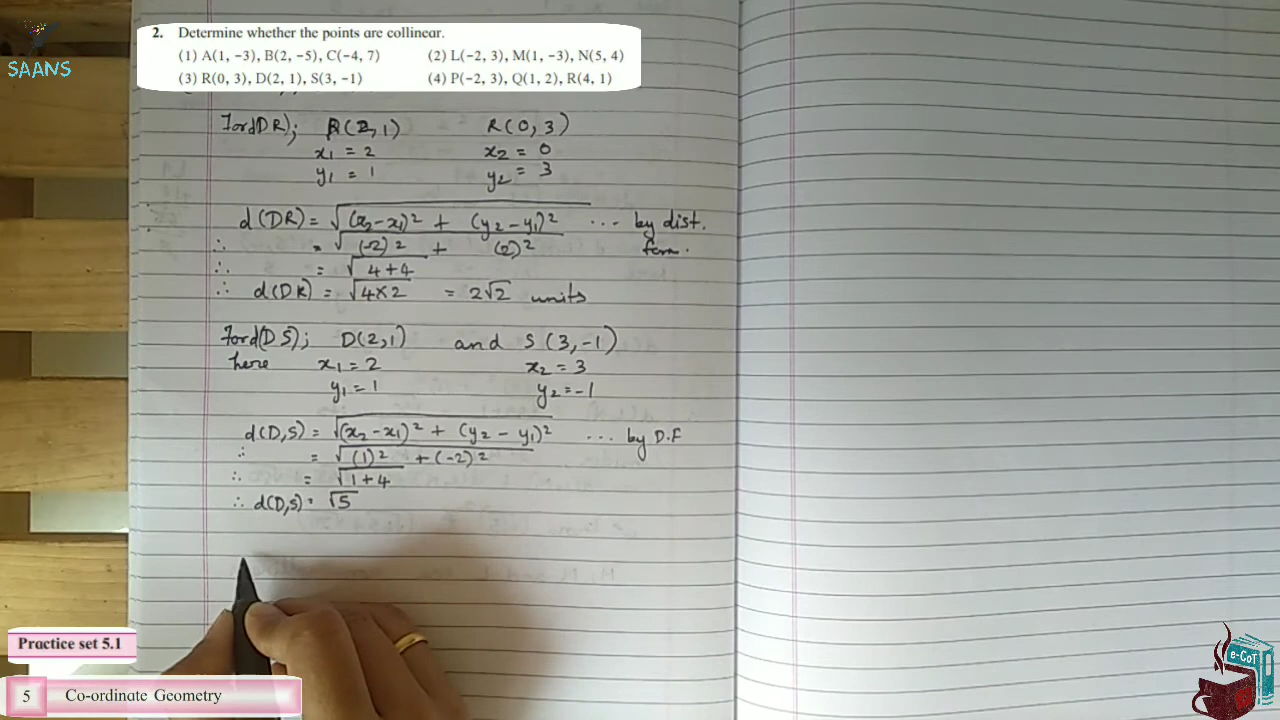 SAANS
2. Determine whether the points are collinear.
(1) A(1, −3), B(2, −5), C(−4, 7) (2) L(−2, 3), M(1, −3), N(5, 4)
(3) R(0, 3), D(2, 1), S(3, −1) (4) P(−2, 3), Q(1, 2), R(4, 1)
For d(DR); (2,1) R(0,3)
x₁ = 2 x₂ = 0
y₁ = 1 y₂ = 3
d(DR) = √(x₂−x₁)² + (y₂−y₁)² ... by dist.
∴ = √(-2)² + (2)² form.
∴ = √4+4
∴ d(DR) = √4×2 = 2√2 units
For d(DS); D(2,1) and S(3,-1)
here x₁ = 2 x₂ = 3
y₁ = 1 y₂ = -1
d(D,S) = √(x₂−x₁)² + (y₂ − y₁)² ... by D.F
∴ = √(1)² + (-2)²
∴ = √1+4
∴ d(D,S) = √5
Practice set 5.1
5 Co-ordinate Geometry
e-CoT